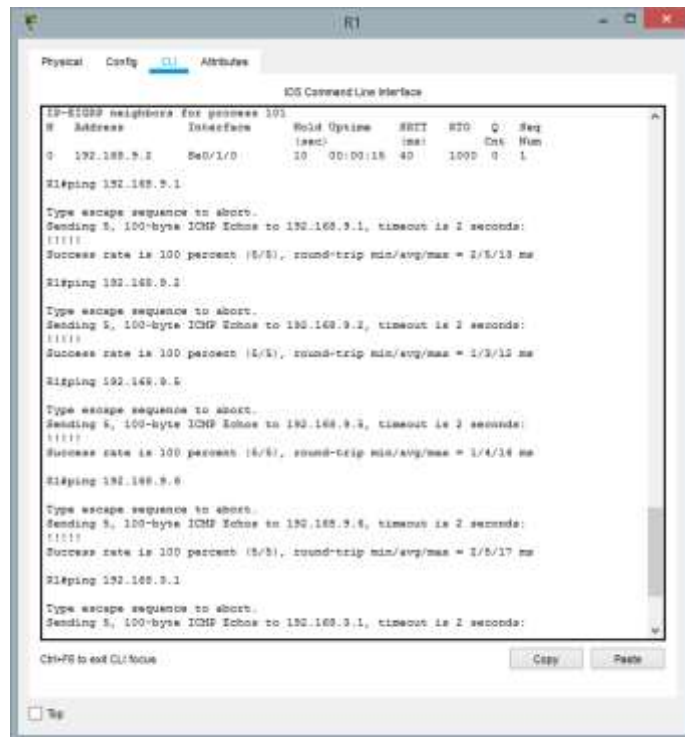 R1
Physical Config CLI Attributes
IOS Command Line Interface
IP-EIGRP neighbors for process 101
H Address Interface Hold Uptime SRTT RTO Q Seq
(sec) (ms) Cnt Num
0 192.168.9.2 Se0/1/0 10 00:00:15 40 1000 0 1
R1#ping 192.168.9.1
Type escape sequence to abort.
Sending 5, 100-byte ICMP Echos to 192.168.9.1, timeout is 2 seconds:
!!!!!
Success rate is 100 percent (5/5), round-trip min/avg/max = 2/5/13 ms
R1#ping 192.168.9.2
Type escape sequence to abort.
Sending 5, 100-byte ICMP Echos to 192.168.9.2, timeout is 2 seconds:
!!!!!
Success rate is 100 percent (5/5), round-trip min/avg/max = 1/3/12 ms
R1#ping 192.168.9.5
Type escape sequence to abort.
Sending 5, 100-byte ICMP Echos to 192.168.9.5, timeout is 2 seconds:
!!!!!
Success rate is 100 percent (5/5), round-trip min/avg/max = 1/4/14 ms
R1#ping 192.168.9.6
Type escape sequence to abort.
Sending 5, 100-byte ICMP Echos to 192.168.9.6, timeout is 2 seconds:
!!!!!
Success rate is 100 percent (5/5), round-trip min/avg/max = 2/5/17 ms
R1#ping 192.168.3.1
Type escape sequence to abort.
Sending 5, 100-byte ICMP Echos to 192.168.3.1, timeout is 2 seconds:
Ctrl+F6 to exit CLI focus
Copy Paste
Top